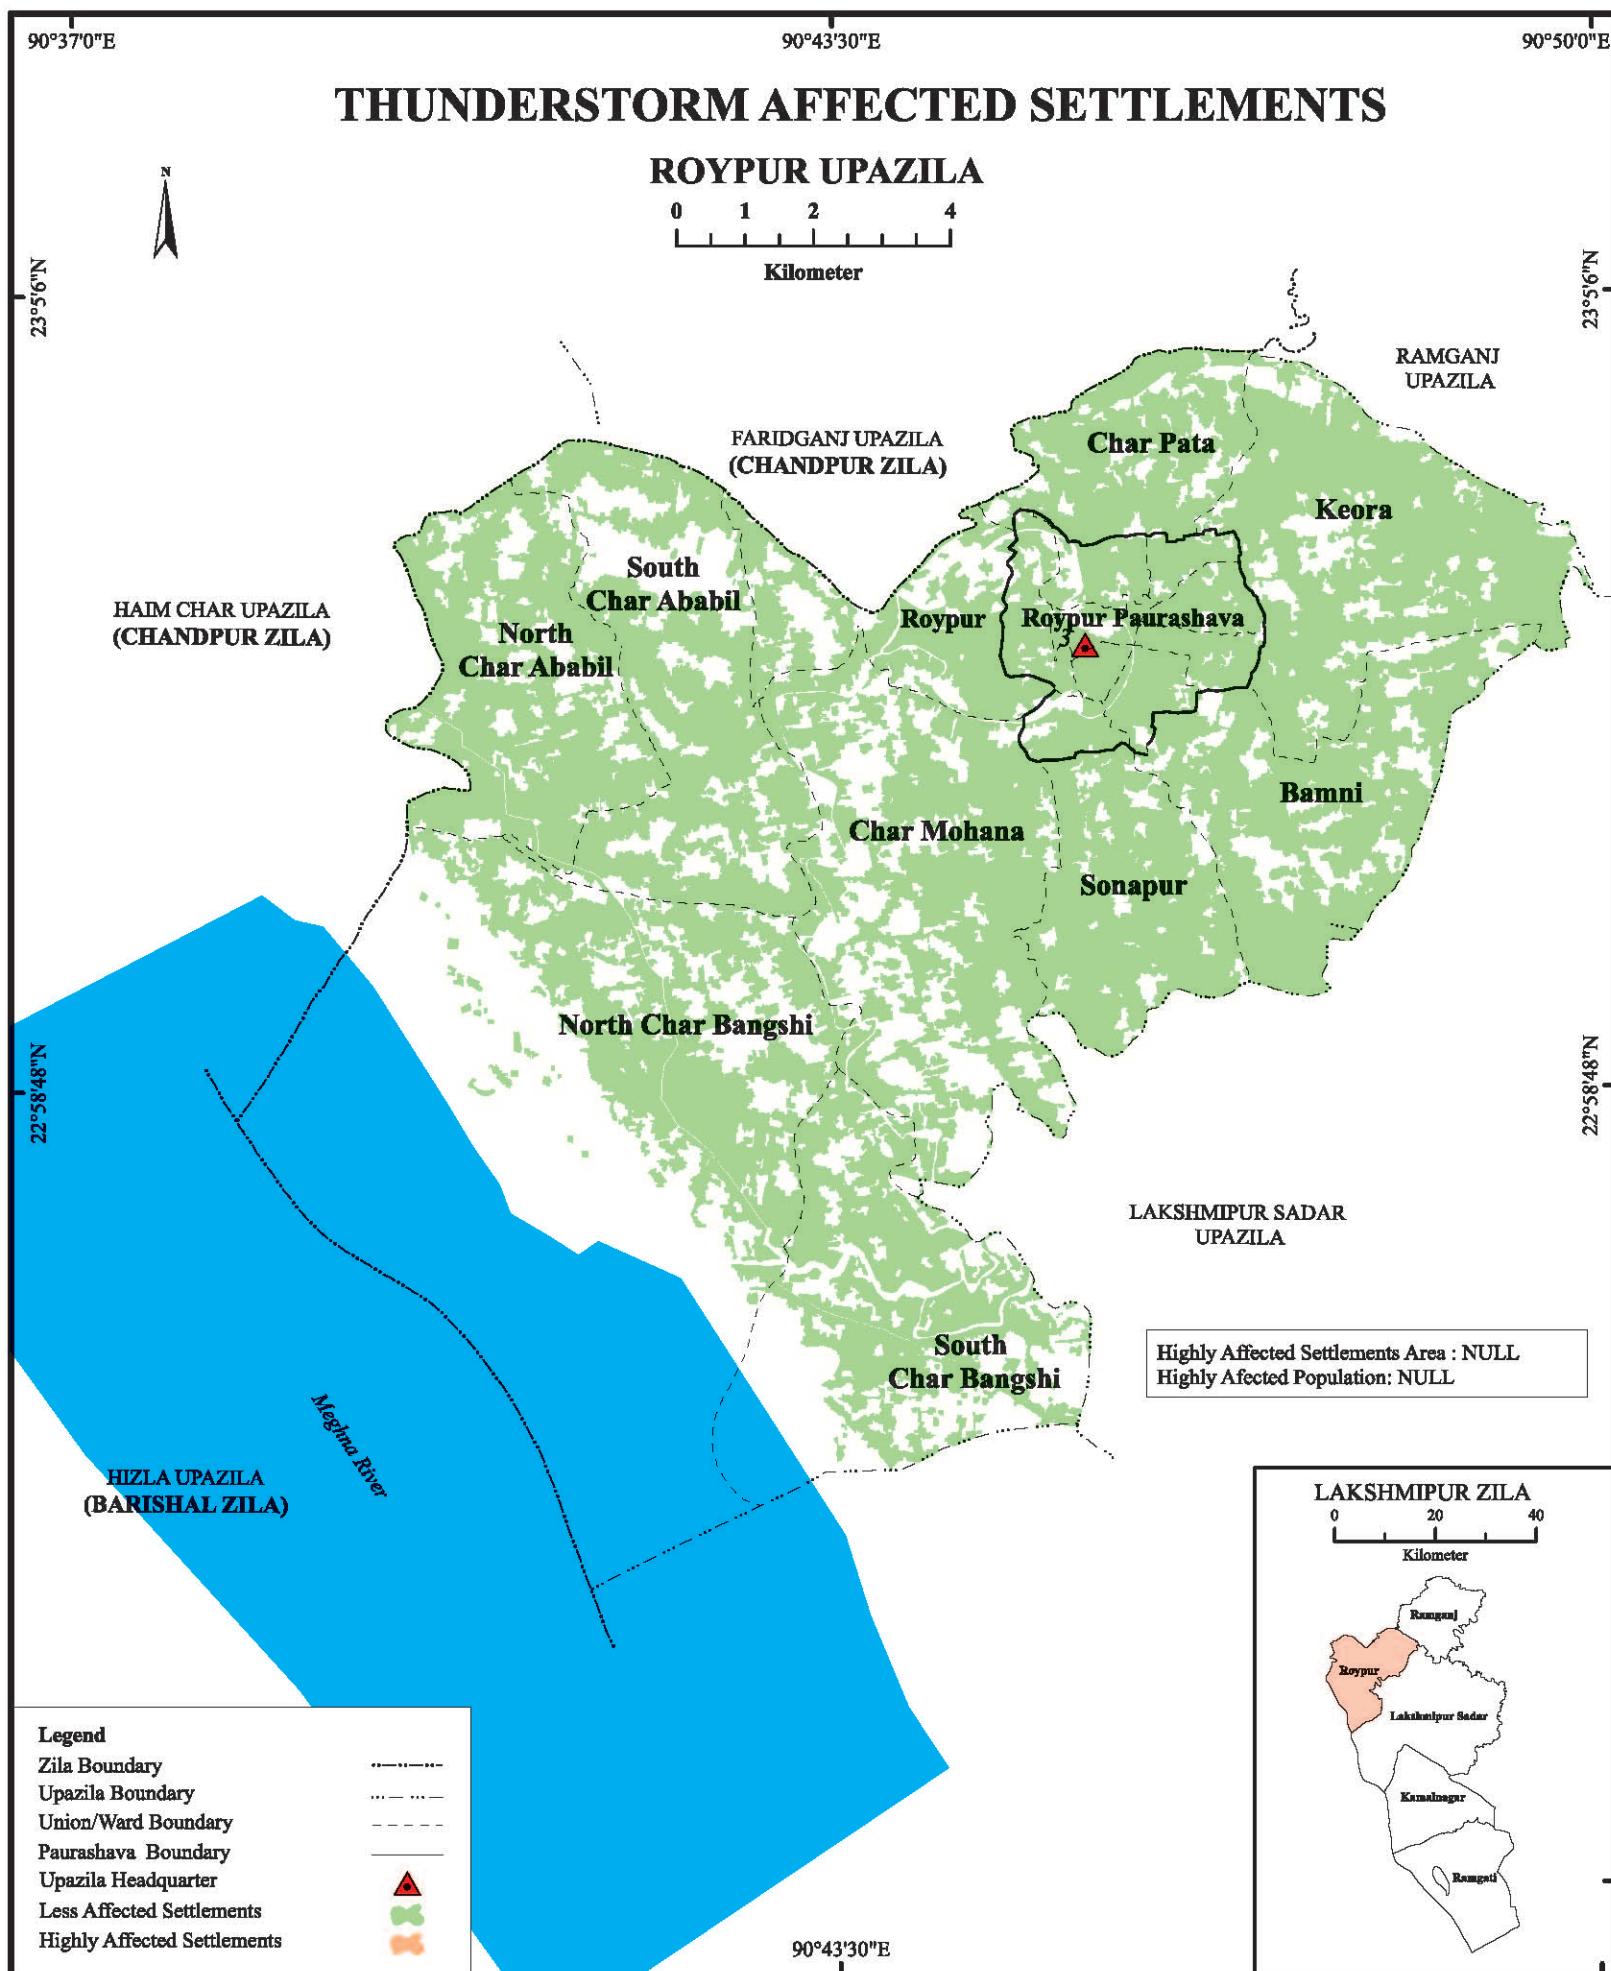 90°37'0"E
90°43'30"E
90°50'0"E
THUNDERSTORM AFFECTED SETTLEMENTS
ROYPUR UPAZILA
N
0 1 2 4
Kilometer
23°5'6"N
23°5'6"N
RAMGANJ
UPAZILA
FARIDGANJ UPAZILA
(CHANDPUR ZILA)
Char Pata
Keora
South
Char Ababil
HAIM CHAR UPAZILA
(CHANDPUR ZILA)
North
Char Ababil
Roypur
Roypur Paurashava
3
Bamni
Char Mohana
Sonapur
North Char Bangshi
22°58'48"N
22°58'48"N
LAKSHMIPUR SADAR
UPAZILA
South
Char Bangshi
Highly Affected Settlements Area : NULL
Highly Afected Population: NULL
Meghna River
HIZLA UPAZILA
(BARISHAL ZILA)
LAKSHMIPUR ZILA
0 20 40
Kilometer
Ramganj
Roypur
Lakshmipur Sadar
Kamalnagar
Ramgati
Legend
Zila Boundary
Upazila Boundary
Union/Ward Boundary
Paurashava Boundary
Upazila Headquarter
Less Affected Settlements
Highly Affected Settlements
90°43'30"E